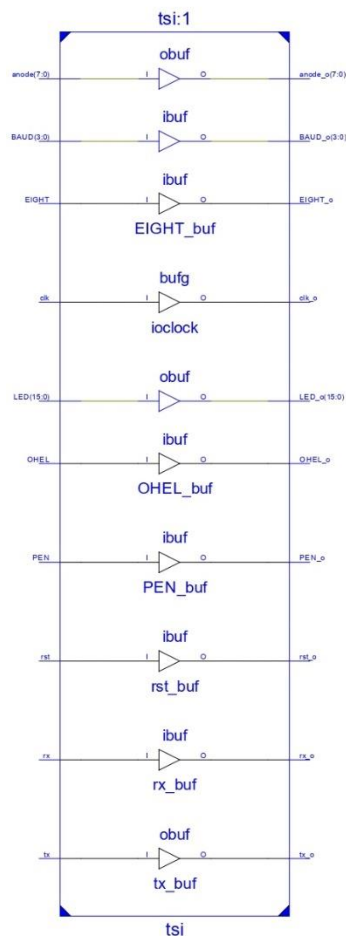 tsi:1
obuf
anode(7:0) I O anode_o(7:0)
ibuf
BAUD(3:0) I O BAUD_o(3:0)
ibuf
EIGHT I O EIGHT_o
EIGHT_buf
bufg
clk I O clk_o
ioclock
obuf
LED(15:0) I O LED_o(15:0)
ibuf
OHEL I O OHEL_o
OHEL_buf
ibuf
PEN I O PEN_o
PEN_buf
ibuf
rst I O rst_o
rst_buf
ibuf
rx I O rx_o
rx_buf
obuf
tx I O tx_o
tx_buf
tsi